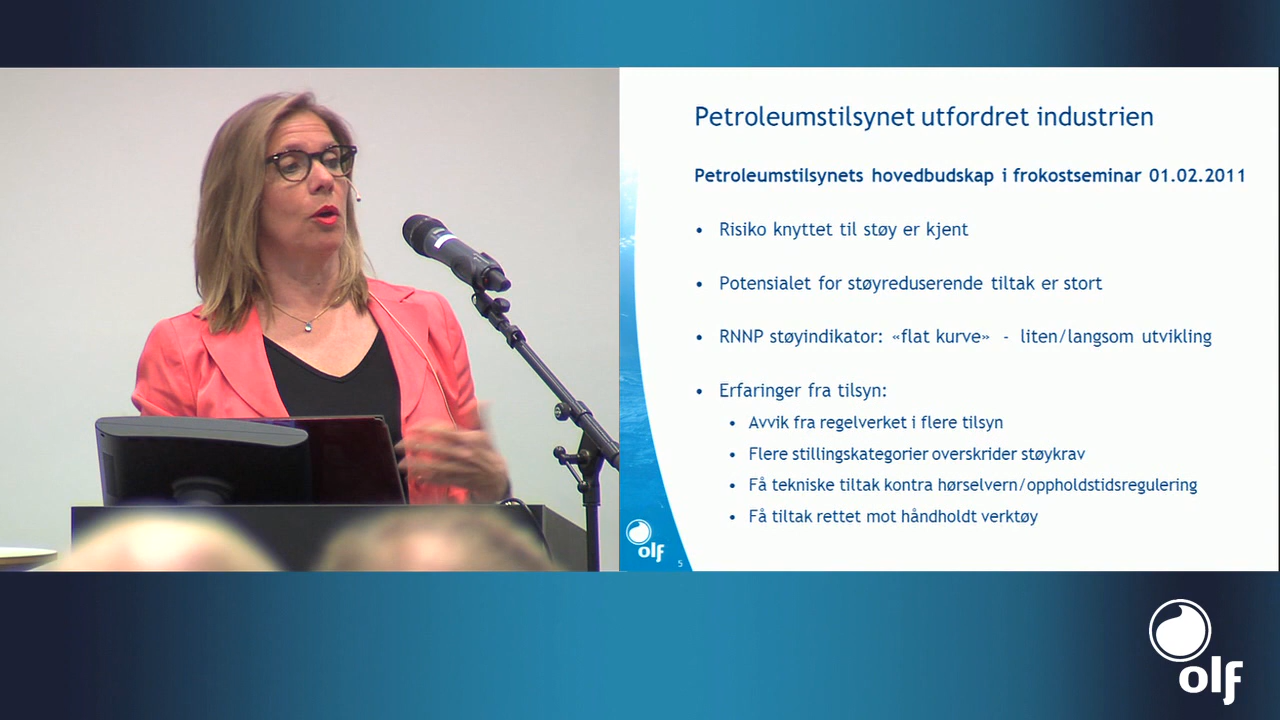 Petroleumstilsynet utfordret industrien
Petroleumstilsynets hovedbudskap i frokostseminar 01.02.2011
• Risiko knyttet til støy er kjent
• Potensialet for støyreduserende tiltak er stort
• RNNP støyindikator: «flat kurve» - liten/langsom utvikling
• Erfaringer fra tilsyn:
• Avvik fra regelverket i flere tilsyn
• Flere stillingskategorier overskrider støykrav
• Få tekniske tiltak kontra hørselvern/oppholdstidsregulering
• Få tiltak rettet mot håndholdt verktøy
olf
5
olf